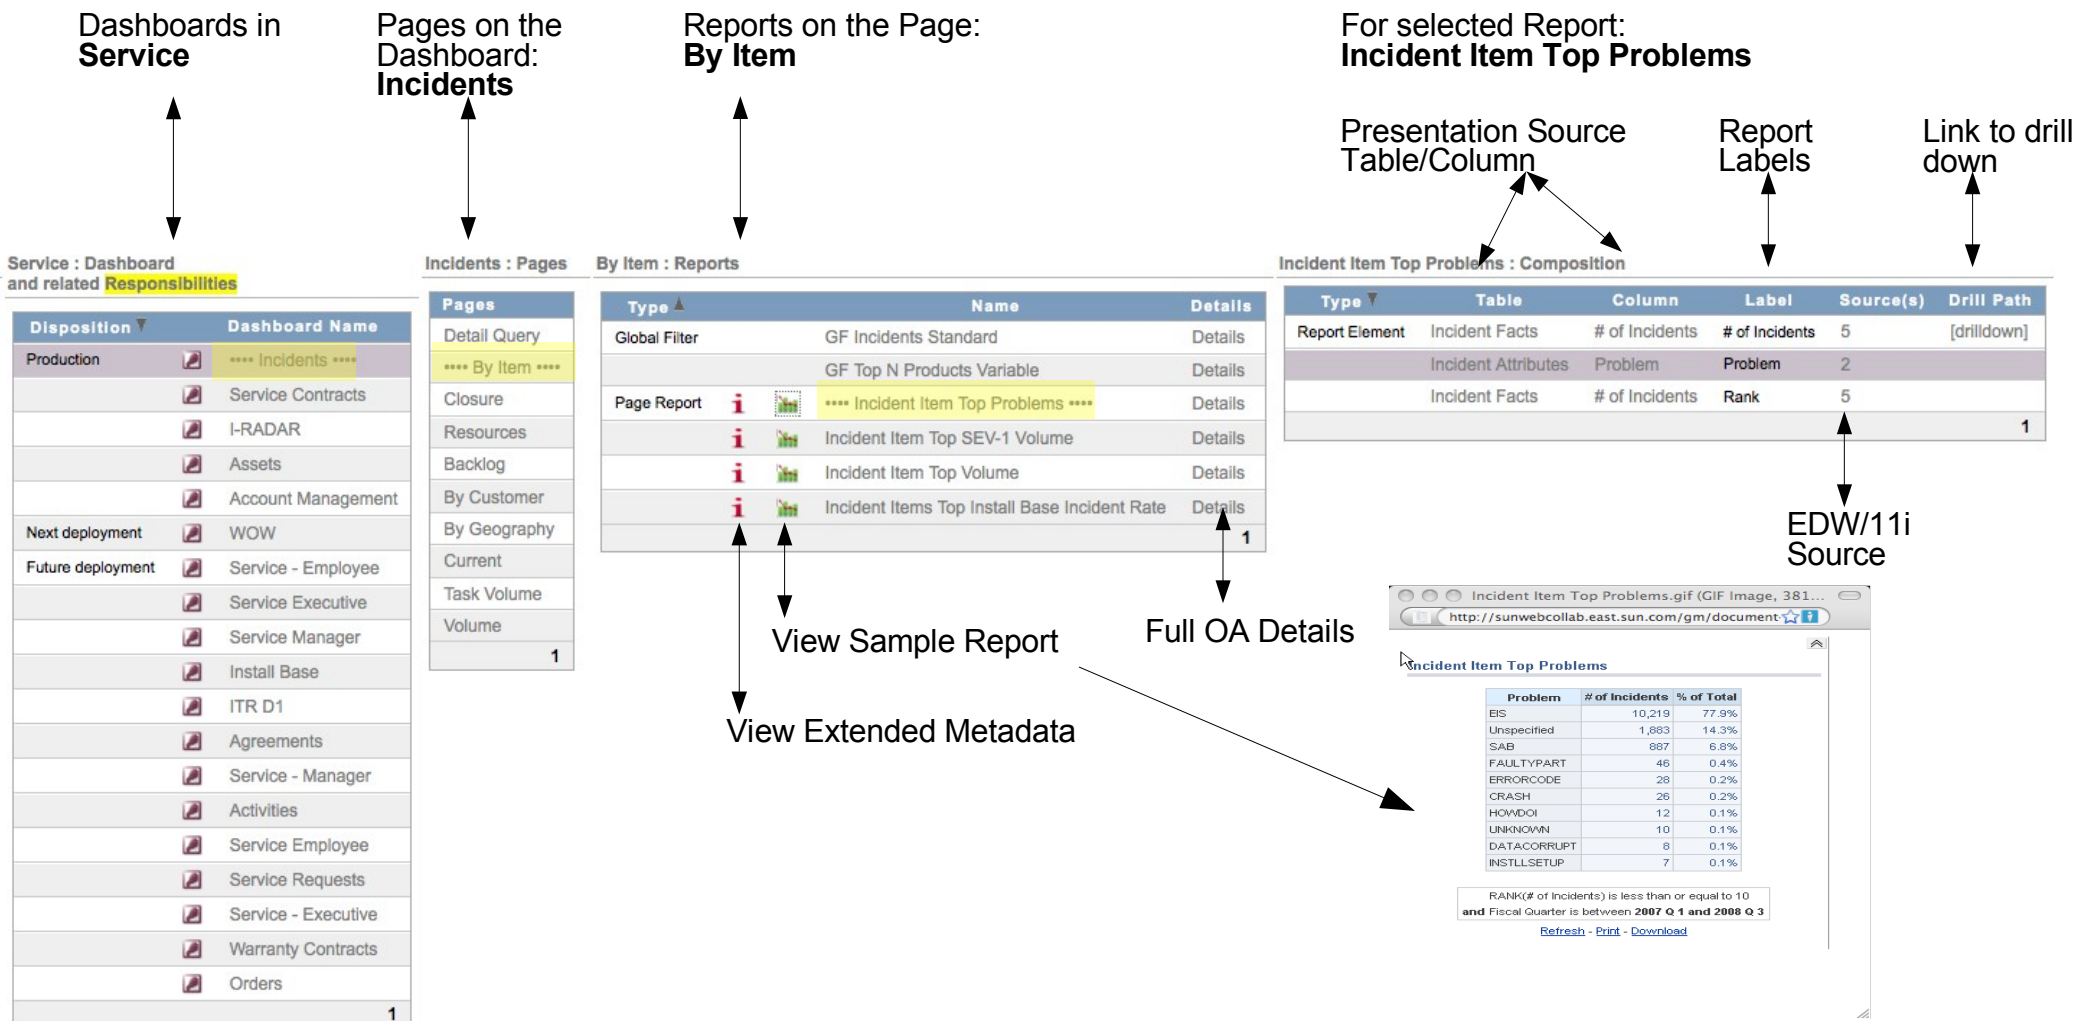 Dashboards in
Service
Pages on the
Dashboard:
Incidents
Reports on the Page:
By Item
For selected Report:
Incident Item Top Problems
Presentation Source
Table/Column
Report
Labels
Link to drill
down
Service : Dashboard
and related Responsibilities
Disposition Dashboard Name
Production •••• Incidents ••••
Service Contracts
I-RADAR
Assets
Account Management
Next deployment WOW
Future deployment Service - Employee
Service Executive
Service Manager
Install Base
ITR D1
Agreements
Service - Manager
Activities
Service Employee
Service Requests
Service - Executive
Warranty Contracts
Orders
1
Incidents : Pages
Pages
Detail Query
•••• By Item ••••
Closure
Resources
Backlog
By Customer
By Geography
Current
Task Volume
Volume
1
By Item : Reports
Type Name Details
Global Filter GF Incidents Standard Details
GF Top N Products Variable Details
Page Report •••• Incident Item Top Problems •••• Details
Incident Item Top SEV-1 Volume Details
Incident Item Top Volume Details
Incident Items Top Install Base Incident Rate Details
1
Incident Item Top Problems : Composition
Type Table Column Label Source(s) Drill Path
Report Element Incident Facts # of Incidents # of Incidents 5 [drilldown]
Incident Attributes Problem Problem 2
Incident Facts # of Incidents Rank 5
1
EDW/11i
Source
View Sample Report
Full OA Details
View Extended Metadata
Incident Item Top Problems.gif (GIF Image, 381...
http://sunwebcollab.east.sun.com/gm/document
Incident Item Top Problems
Problem # of Incidents % of Total
EIS 10,219 77.9%
Unspecified 1,883 14.3%
SAB 887 6.8%
FAULTYPART 46 0.4%
ERRORCODE 28 0.2%
CRASH 26 0.2%
HOWDOI 12 0.1%
UNKNOWN 10 0.1%
DATACORRUPT 8 0.1%
INSTLLSETUP 7 0.1%
RANK(# of Incidents) is less than or equal to 10
and Fiscal Quarter is between 2007 Q 1 and 2008 Q 3
Refresh - Print - Download